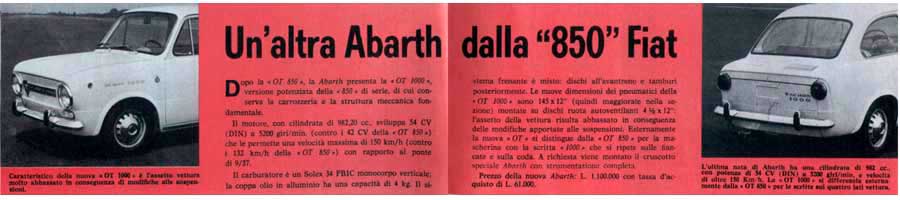 Un'altra Abarth dalla "850" Fiat
Dopo la «OT 850», la Abarth presenta la «OT 1000»,
versione potenziata della «850» di serie, di cui con-
serva la carrozzeria e la struttura meccanica fon-
damentale.
Il motore, con cilindrata di 982,20 cc., sviluppa 54 CV
(DIN) a 5200 giri/min. (contro i 42 CV della «OT 850»)
che le permette una velocità massima di 150 km/h (contro
i 132 km/h della «OT 850») con rapporto al ponte
di 9/37.
Il carburatore è un Solex 34 PBIC monocorpo verticale;
la coppa olio in alluminio ha una capacità di 4 kg. Il si-
stema frenante è misto: dischi all'avantreno e tamburi
posteriormente. Le nuove dimensioni dei pneumatici della
«OT 1000» sono 145 x 12" (quindi maggiorate nella se-
zione) montate su dischi ruota autoventilanti 4 ½ x 12";
l'assetto della vettura risulta abbassato in conseguenza
delle modifiche apportate alle sospensioni. Esternamente
la nuova «OT» si distingue dalla «OT 850» per la ma-
scherina con la scritta «1000» che si ripete sulle fian-
cate e sulla coda. A richiesta viene montato il cruscotto
speciale Abarth con strumentazione completa.
Prezzo della nuova Abarth: L. 1.100.000 con tassa d'ac-
quisto di L. 61.000.
Caratteristica della nuova «OT 1000» è l'assetto vettura
molto abbassato in conseguenza di modifiche alle sospen-
sioni.
L'ultima nata di Abarth ha una cilindrata di 982 cc.,
con potenza di 54 CV (DIN) a 5200 giri/min. e velocità
di oltre 150 Km/h. La «OT 1000» si differenzia esterna-
mente dalla «OT 850» per le scritte sui quattro lati vettura.